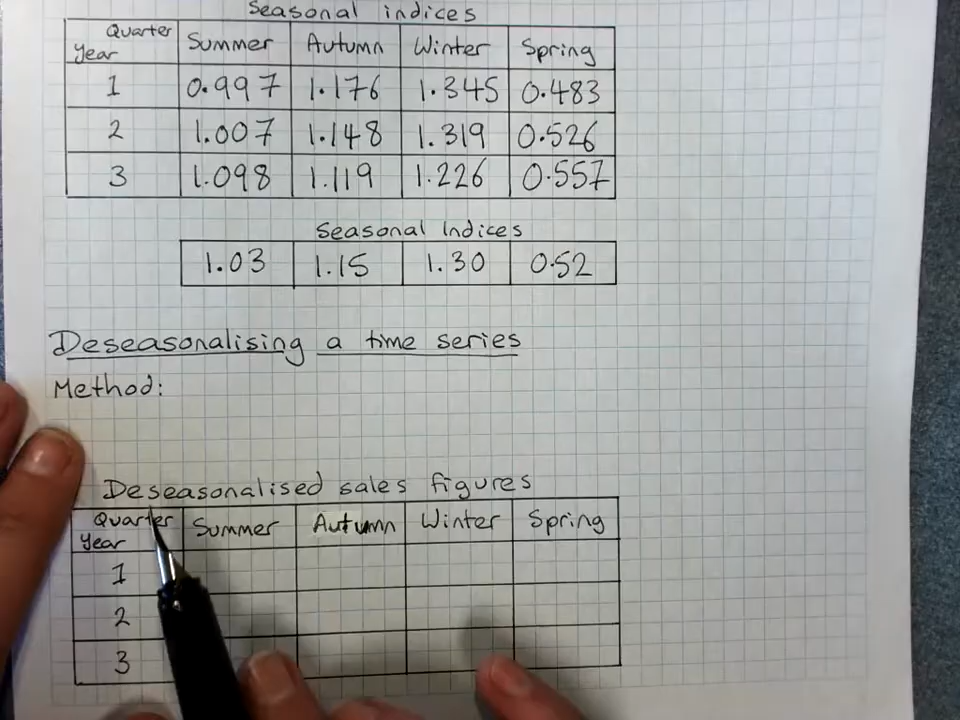 Seasonal indices
Quarter
Year Summer Autumn Winter Spring
1 0.997 1.176 1.345 0.483
2 1.007 1.148 1.319 0.526
3 1.098 1.119 1.226 0.557
Seasonal Indices
1.03 1.15 1.30 0.52
Deseasonalising a time series
Method:
Deseasonalised sales figures
Quarter
Year Summer Autumn Winter Spring
1
2
3